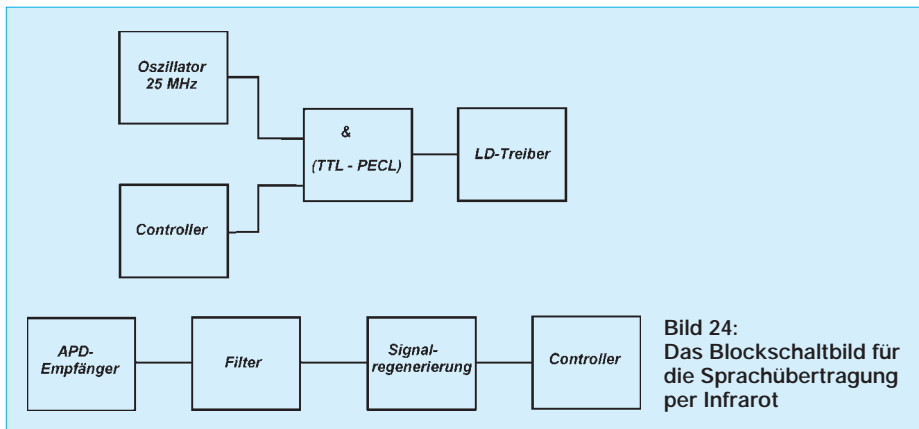 Oszillator
25 MHz
&
(TTL - PECL)
LD-Treiber
Controller
APD-
Empfänger
Filter
Signal-
regenerierung
Controller
Bild 24:
Das Blockschaltbild für
die Sprachübertragung
per Infrarot